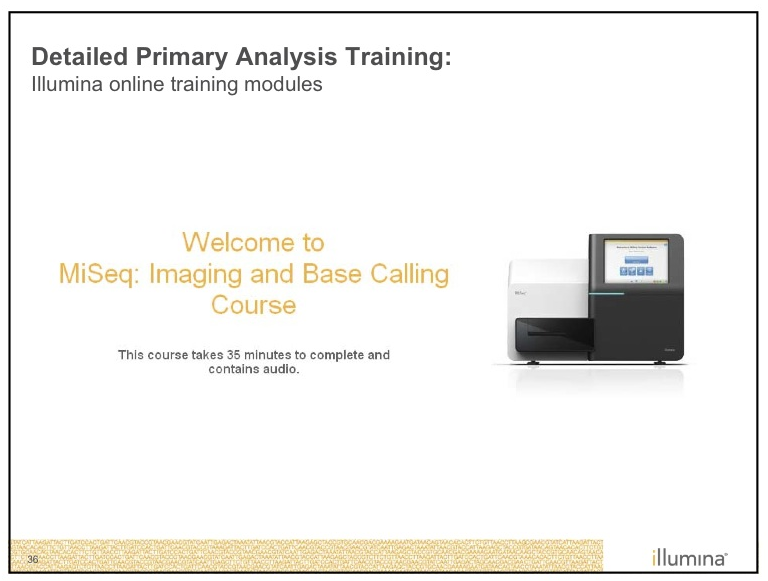 Detailed Primary Analysis Training:
Illumina online training modules
Welcome to
MiSeq: Imaging and Base Calling
Course
This course takes 35 minutes to complete and
contains audio.
36
illumina®